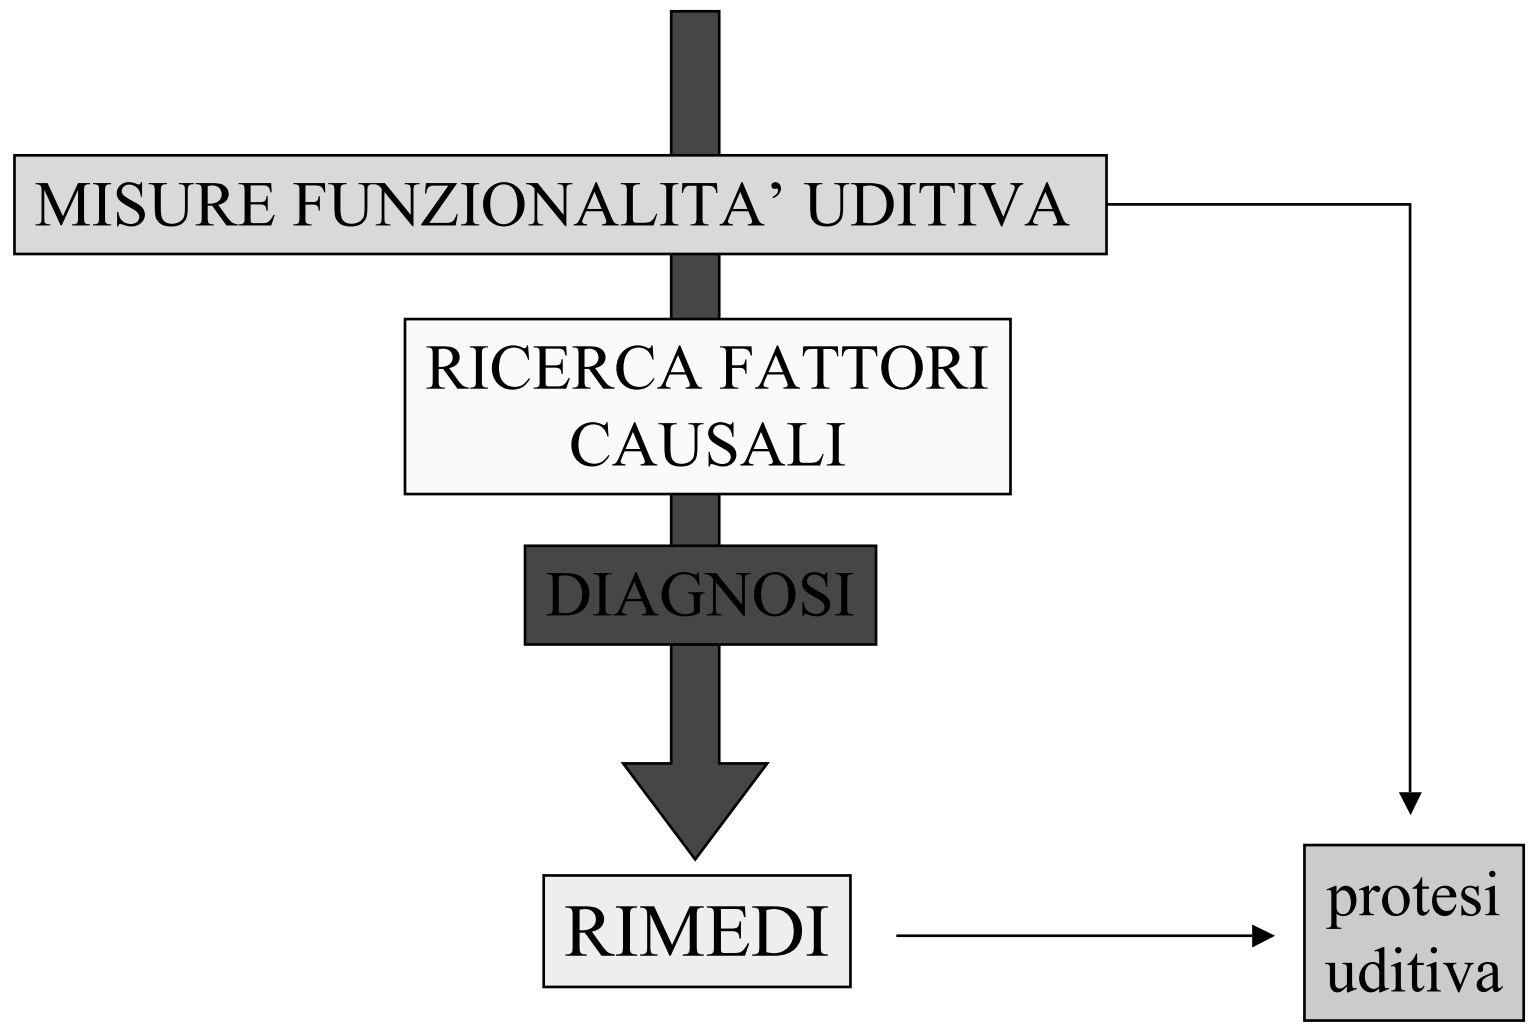 MISURE FUNZIONALITA’ UDITIVA
RICERCA FATTORI
CAUSALI
DIAGNOSI
RIMEDI
protesi
uditiva